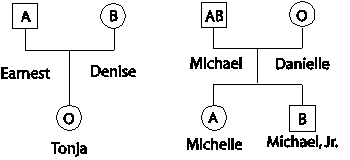 A B AB O
Earnest Denise Michael Danielle
O A B
Tonja Michelle Michael, Jr.